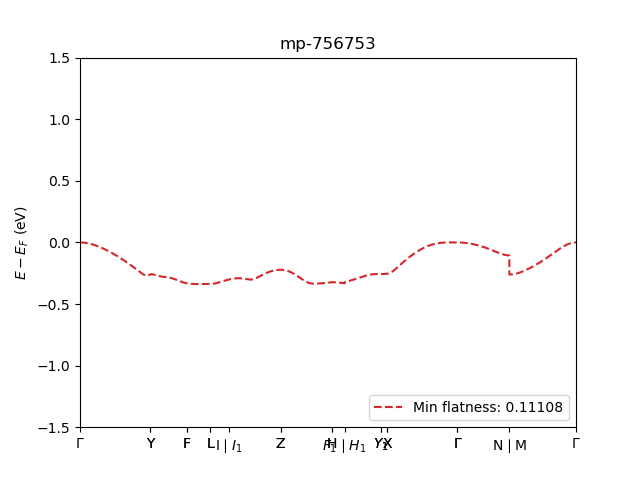 mp-756753
E − E_F (eV)
1.5
1.0
0.5
0.0
−0.5
−1.0
−1.5
Min flatness: 0.11108
Γ Y F L I | I₁ Z H F₁ | H₁ Y₁ X Γ N | M Γ